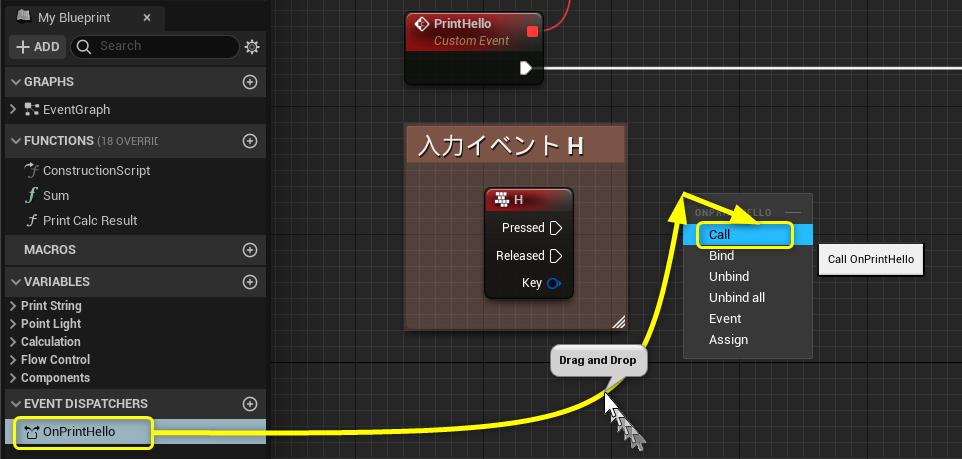 My Blueprint
ADD
Search
GRAPHS
EventGraph
FUNCTIONS (18 OVERRID
ConstructionScript
Sum
Print Calc Result
MACROS
VARIABLES
Print String
Point Light
Calculation
Flow Control
Components
EVENT DISPATCHERS
OnPrintHello
PrintHello
Custom Event
入力イベント H
H
Pressed
Released
Key
Drag and Drop
ONPRINTHELLO
Call
Bind
Unbind
Unbind all
Event
Assign
Call OnPrintHello